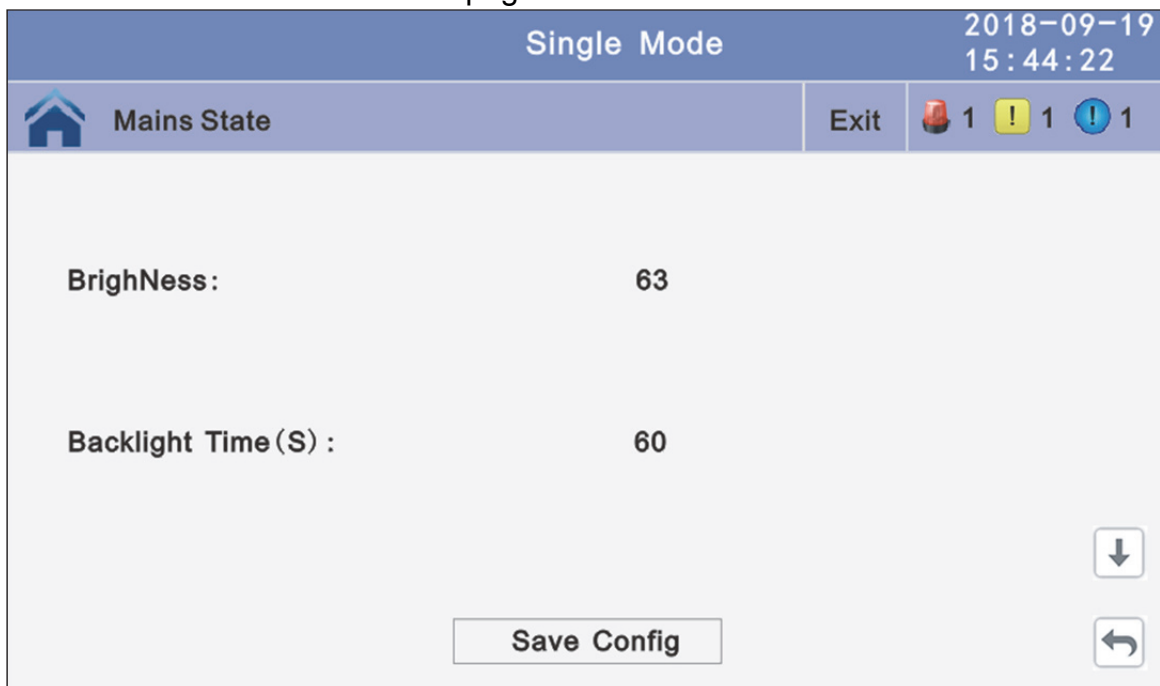 Single Mode
2018-09-19
15:44:22
Mains State
Exit
1 ! 1 ! 1
BrighNess: 63
Backlight Time(S): 60
Save Config